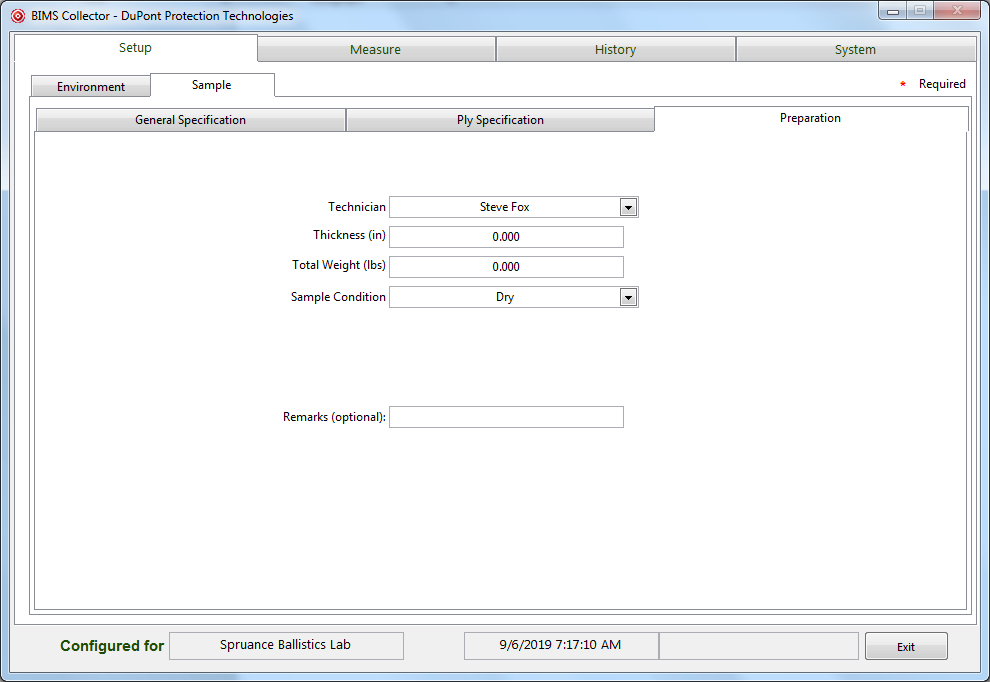 BIMS Collector - DuPont Protection Technologies
Setup Measure History System
Environment Sample * Required
General Specification Ply Specification Preparation
Technician Steve Fox
Thickness (in) 0.000
Total Weight (lbs) 0.000
Sample Condition Dry
Remarks (optional):
Configured for Spruance Ballistics Lab 9/6/2019 7:17:10 AM Exit